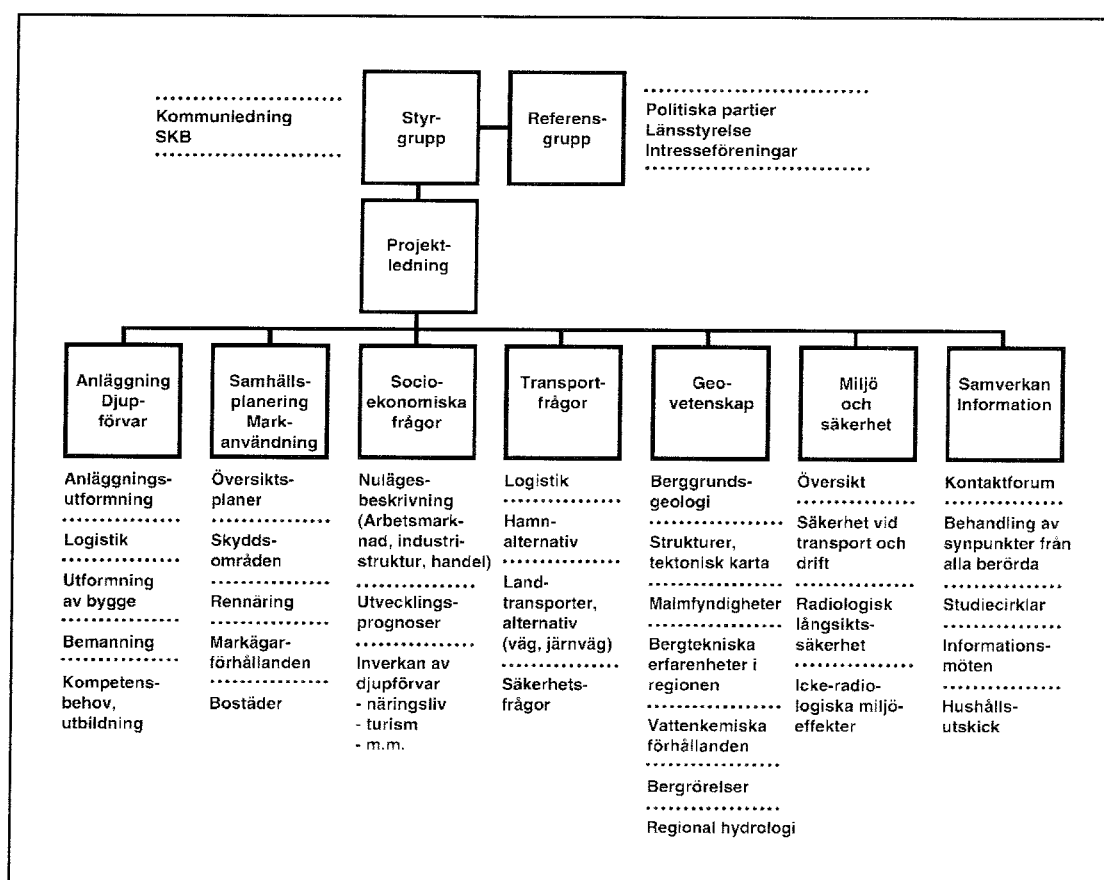 Kommunledning
SKB
Styr-
grupp
Referens-
grupp
Politiska partier
Länsstyrelse
Intresseföreningar
Projekt-
ledning
Anläggning
Djup-
förvar
Samhälls-
planering
Mark-
användning
Socio-
ekonomiska
frågor
Transport-
frågor
Geo-
vetenskap
Miljö
och
säkerhet
Samverkan
Information
Anläggnings-
utformning
Logistik
Utformning
av bygge
Bemanning
Kompetens-
behov,
utbildning
Översikts-
planer
Skydds-
områden
Rennäring
Markägar-
förhållanden
Bostäder
Nuläges-
beskrivning
(Arbetsmark-
nad, industri-
struktur, handel)
Utvecklings-
prognoser
Inverkan av
djupförvar
- näringsliv
- turism
- m.m.
Logistik
Hamn-
alternativ
Land-
transporter,
alternativ
(väg, järnväg)
Säkerhets-
frågor
Berggrunds-
geologi
Strukturer,
tektonisk karta
Malmfyndigheter
Bergtekniska
erfarenheter i
regionen
Vattenkemiska
förhållanden
Bergrörelser
Regional hydrologi
Översikt
Säkerhet vid
transport och
drift
Radiologisk
långsikts-
säkerhet
Icke-radio-
logiska miljö-
effekter
Kontaktforum
Behandling av
synpunkter från
alla berörda
Studiecirklar
Informations-
möten
Hushålls-
utskick